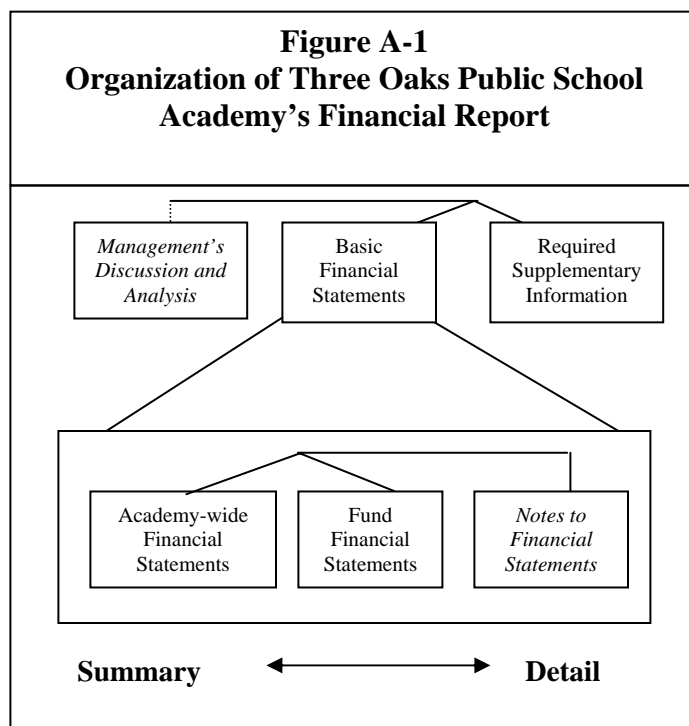 Figure A-1
Organization of Three Oaks Public School
Academy's Financial Report
Management's
Discussion and
Analysis
Basic
Financial
Statements
Required
Supplementary
Information
Academy-wide
Financial
Statements
Fund
Financial
Statements
Notes to
Financial
Statements
Summary
Detail